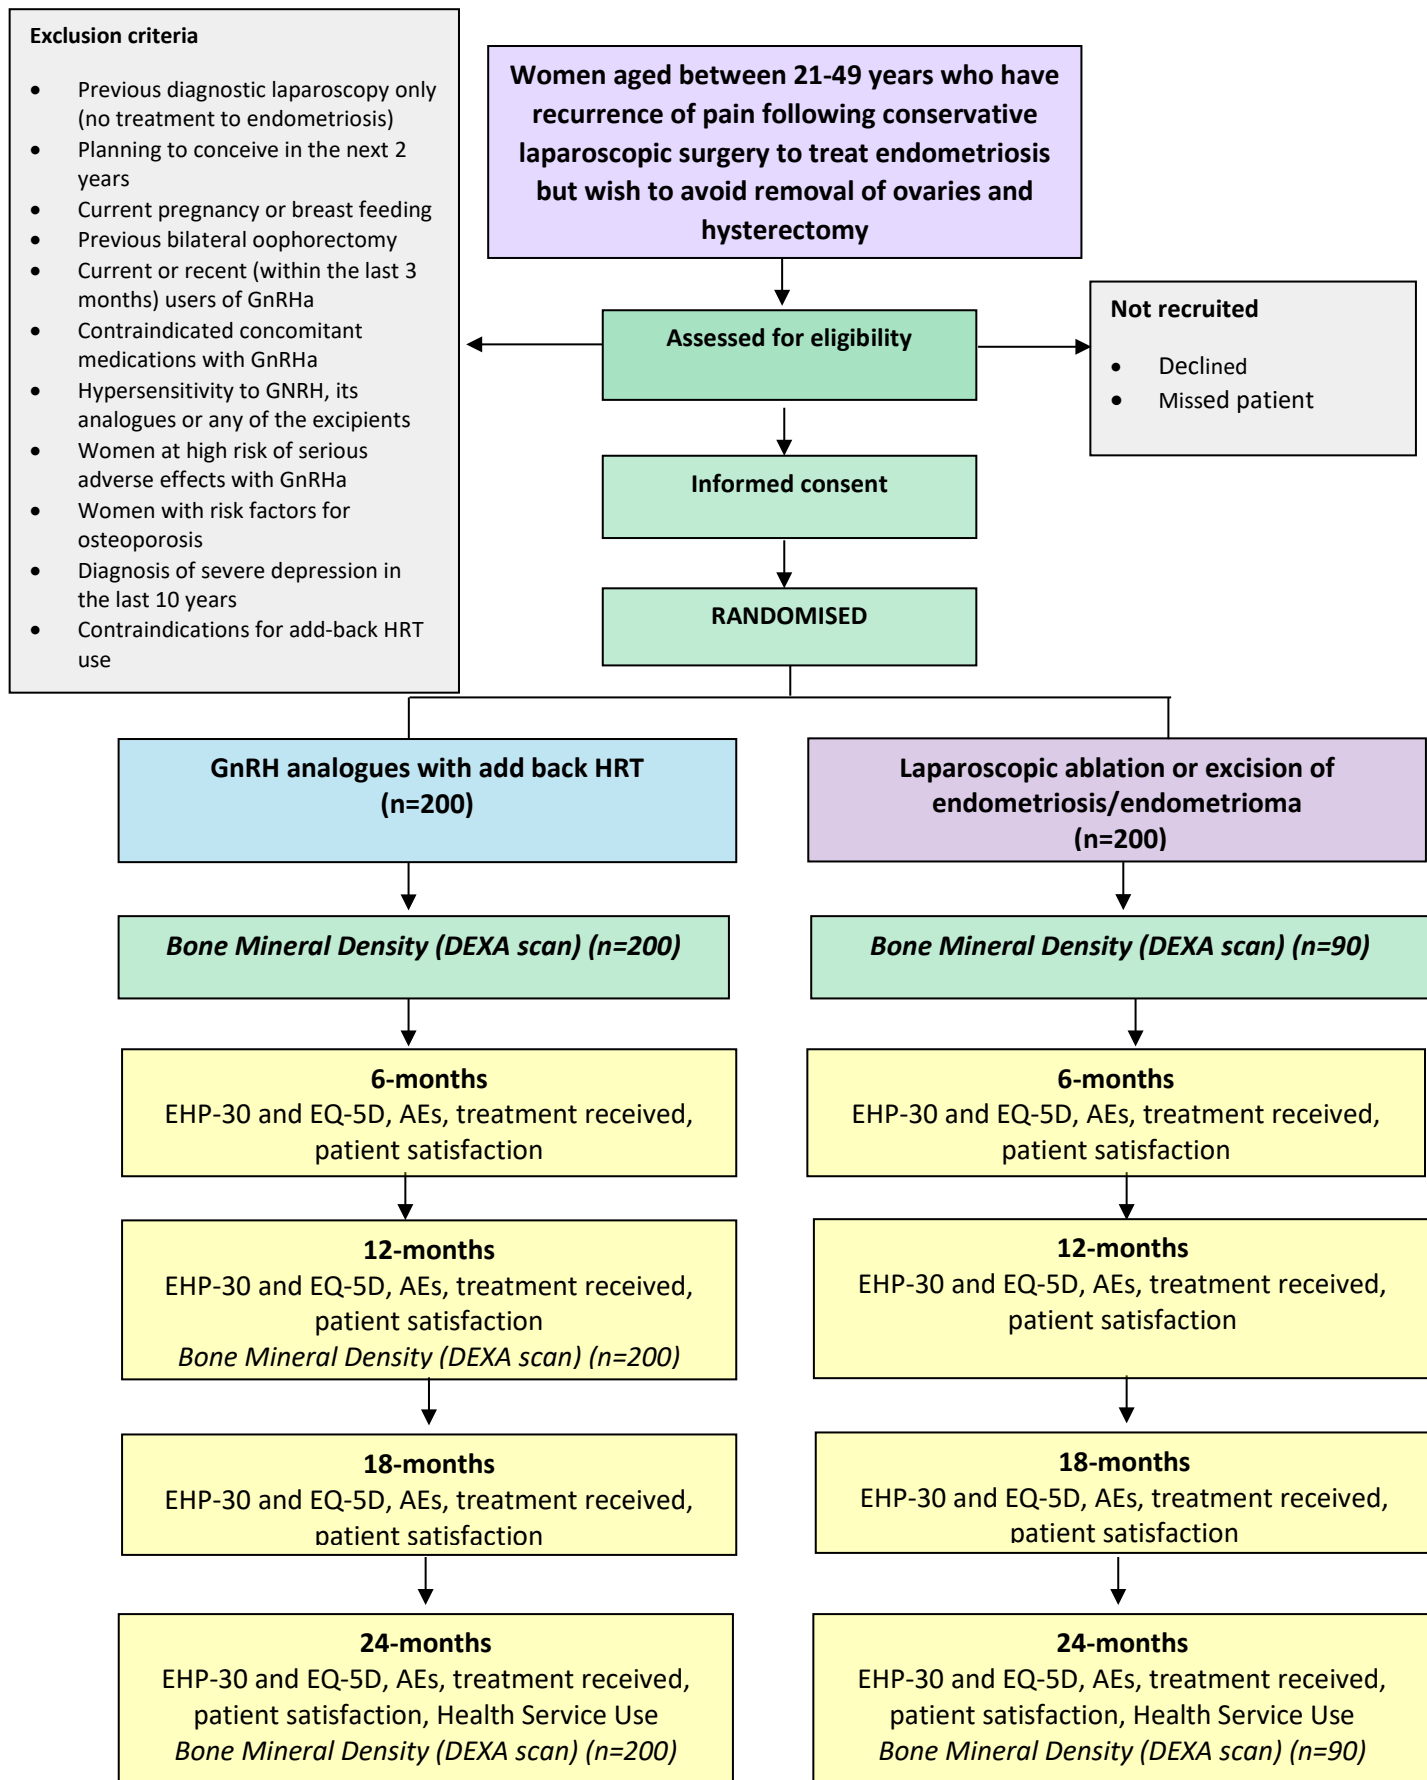 Exclusion criteria
• Previous diagnostic laparoscopy only
(no treatment to endometriosis)
• Planning to conceive in the next 2
years
• Current pregnancy or breast feeding
• Previous bilateral oophorectomy
• Current or recent (within the last 3
months) users of GnRHa
• Contraindicated concomitant
medications with GnRHa
• Hypersensitivity to GNRH, its
analogues or any of the excipients
• Women at high risk of serious
adverse effects with GnRHa
• Women with risk factors for
osteoporosis
• Diagnosis of severe depression in
the last 10 years
• Contraindications for add-back HRT
use
Women aged between 21-49 years who have
recurrence of pain following conservative
laparoscopic surgery to treat endometriosis
but wish to avoid removal of ovaries and
hysterectomy
Assessed for eligibility
Not recruited
• Declined
• Missed patient
Informed consent
RANDOMISED
GnRH analogues with add back HRT
(n=200)
Bone Mineral Density (DEXA scan) (n=200)
6-months
EHP-30 and EQ-5D, AEs, treatment received,
patient satisfaction
12-months
EHP-30 and EQ-5D, AEs, treatment received,
patient satisfaction
Bone Mineral Density (DEXA scan) (n=200)
18-months
EHP-30 and EQ-5D, AEs, treatment received,
patient satisfaction
24-months
EHP-30 and EQ-5D, AEs, treatment received,
patient satisfaction, Health Service Use
Bone Mineral Density (DEXA scan) (n=200)
Laparoscopic ablation or excision of
endometriosis/endometrioma
(n=200)
Bone Mineral Density (DEXA scan) (n=90)
6-months
EHP-30 and EQ-5D, AEs, treatment received,
patient satisfaction
12-months
EHP-30 and EQ-5D, AEs, treatment received,
patient satisfaction
18-months
EHP-30 and EQ-5D, AEs, treatment received,
patient satisfaction
24-months
EHP-30 and EQ-5D, AEs, treatment received,
patient satisfaction, Health Service Use
Bone Mineral Density (DEXA scan) (n=90)